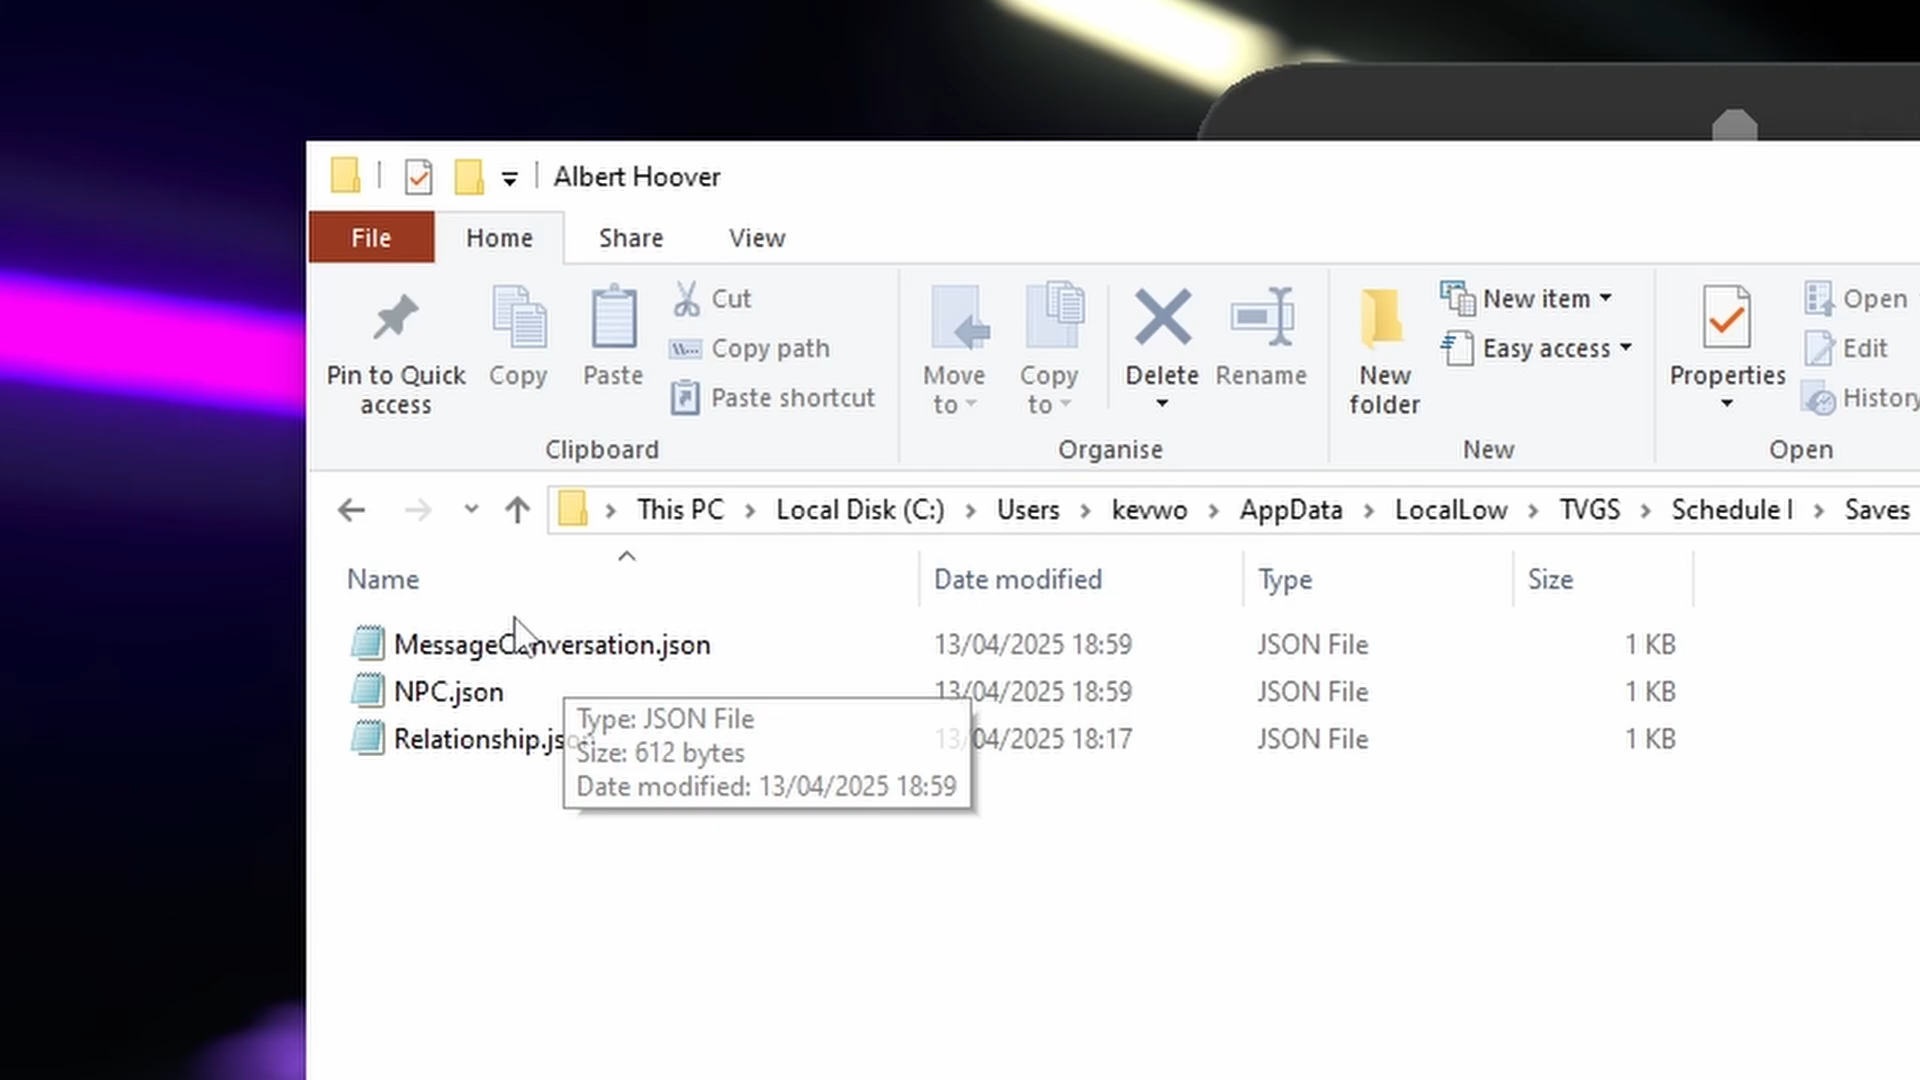 Albert Hoover
File Home Share View
Pin to Quick access
Copy
Paste
Cut
Copy path
Paste shortcut
Clipboard
Move to
Copy to
Delete
Rename
Organise
New folder
New item
Easy access
New
Properties
Open
Edit
History
Open
This PC > Local Disk (C:) > Users > kevwo > AppData > LocalLow > TVGS > Schedule I > Saves
Name Date modified Type Size
MessageConversation.json 13/04/2025 18:59 JSON File 1 KB
NPC.json 13/04/2025 18:59 JSON File 1 KB
Relationship.json 13/04/2025 18:17 JSON File 1 KB
Type: JSON File
Size: 612 bytes
Date modified: 13/04/2025 18:59